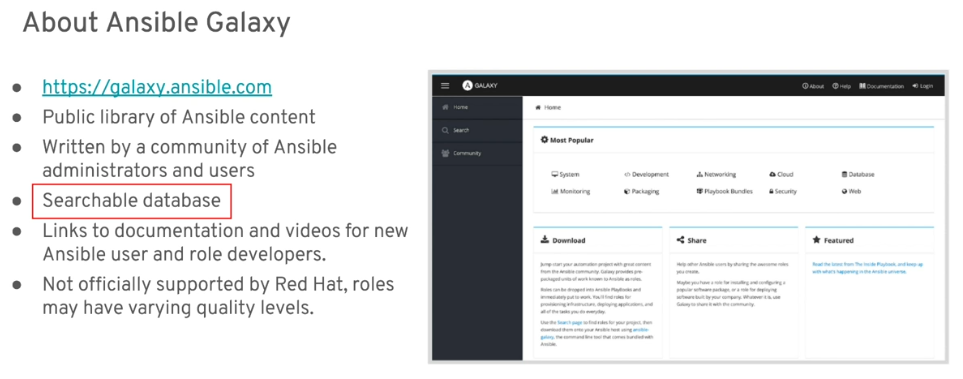 About Ansible Galaxy
https://galaxy.ansible.com
Public library of Ansible content
Written by a community of Ansible
administrators and users
Searchable database
Links to documentation and videos for new
Ansible user and role developers.
Not officially supported by Red Hat, roles
may have varying quality levels.
A GALAXY
About Help Documentation Login
Home
Search
Community
Home
Most Popular
System Development Networking Cloud Database
Monitoring Packaging Playbook Bundles Security Web
Download
Jump-start your automation project with great content
from the Ansible community. Galaxy provides pre-
packaged units of work known to Ansible as roles.
Roles can be dropped into Ansible Playbooks and
immediately put to work. You'll find roles for
provisioning infrastructure, deploying applications, and
all of the tasks you do everyday.
Use the Search page to find roles for your project, then
download them onto your Ansible host using ansible-
galaxy, the command line tool that comes bundled with
Ansible.
Share
Help other Ansible users by sharing the awesome roles
you create.
Maybe you have a role for installing and configuring a
popular software package, or a role for deploying
software built by your company. Whatever it is, use
Galaxy to share it with the community.
Featured
Read the latest from The Inside Playbook, and keep up
with what's happening in the Ansible universe.